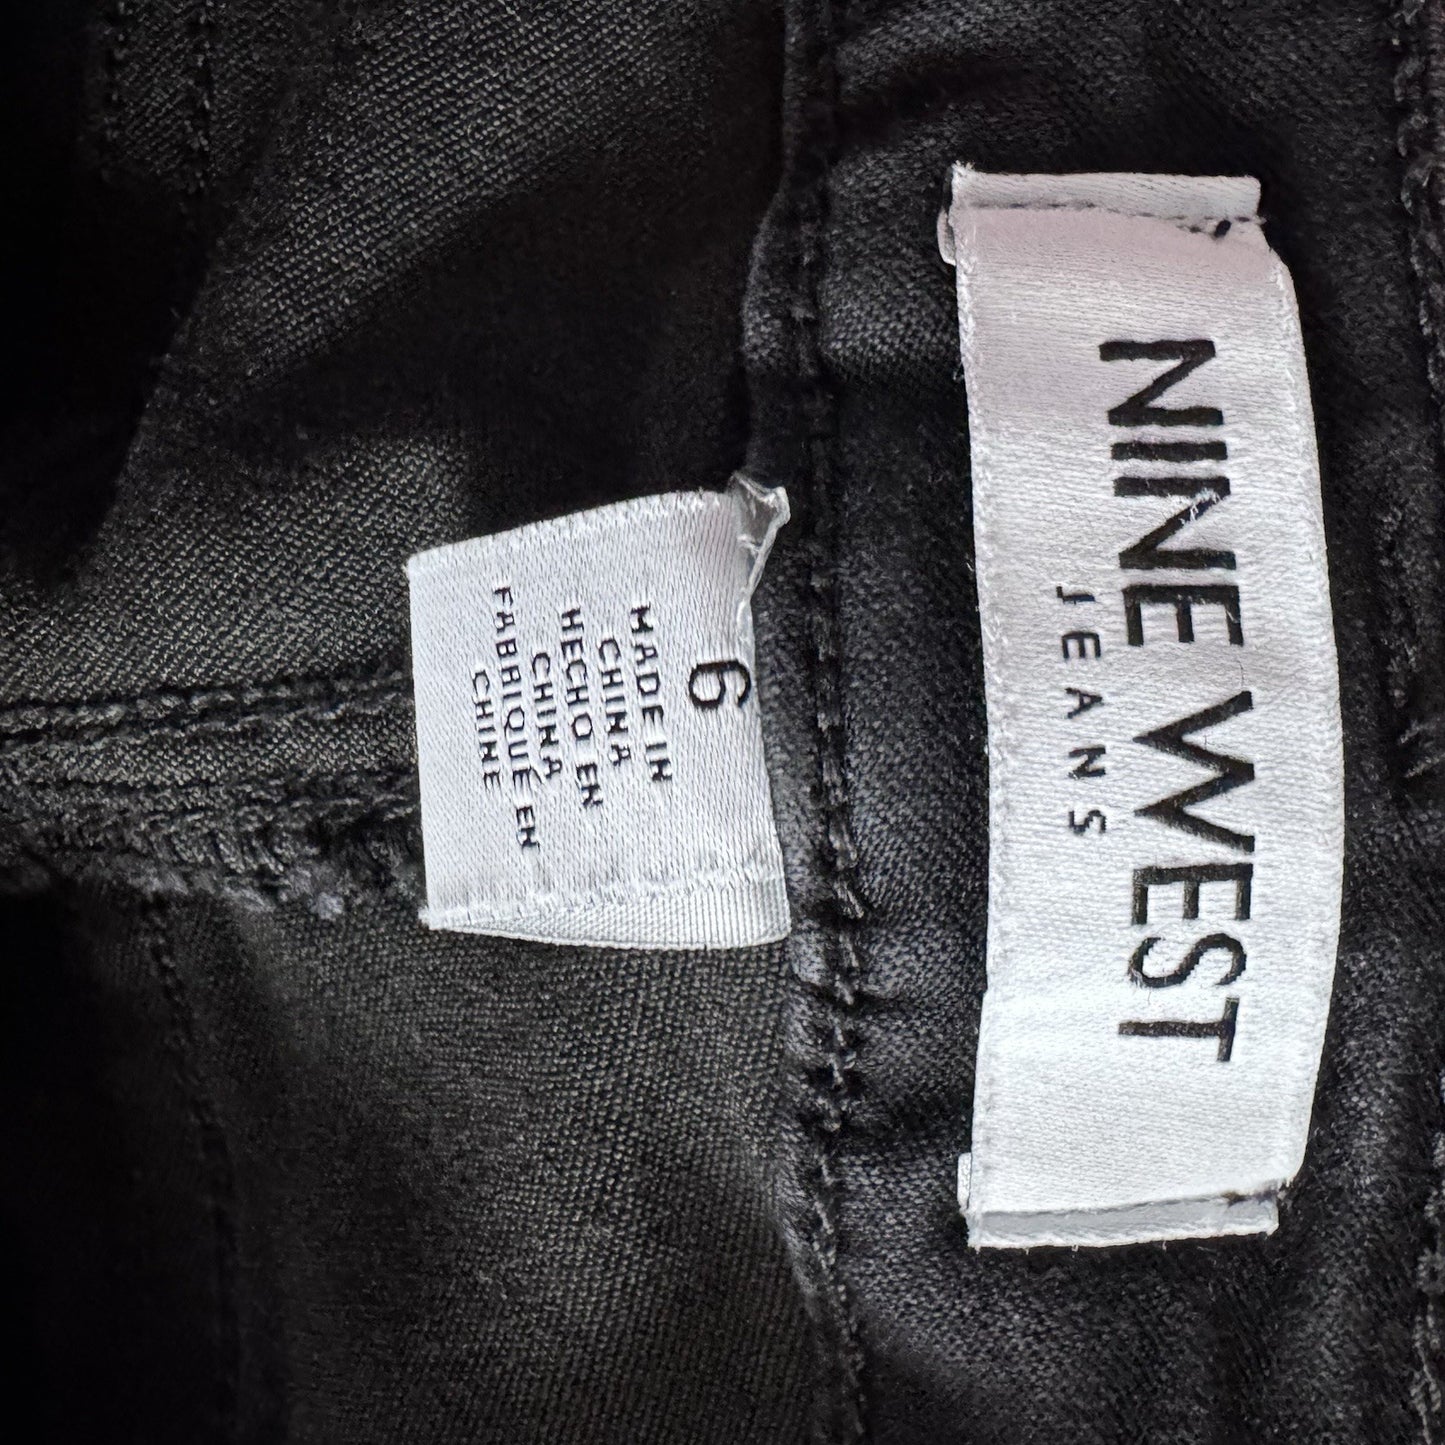 NINE WEST
JEANS
6
MADE IN
CHINA
HECHO EN
CHINA
FABRIQUÉ EN
CHINE